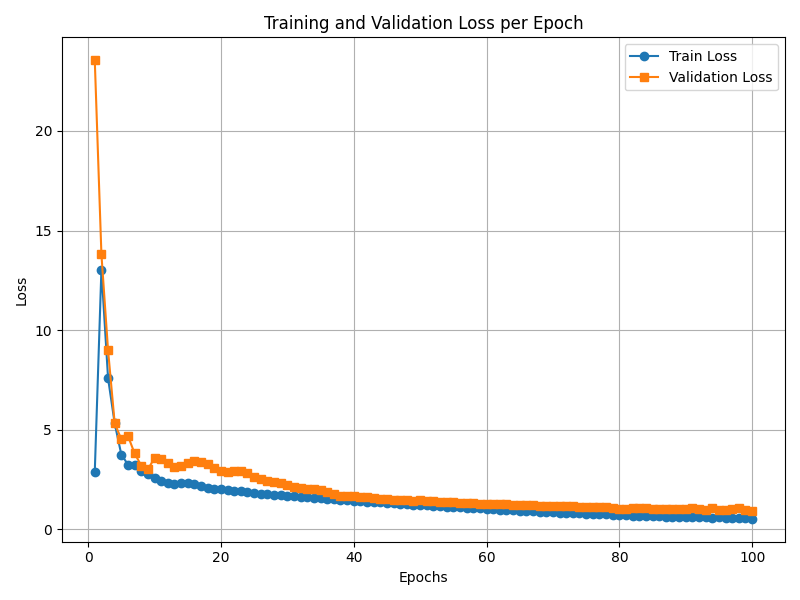 Training and Validation Loss per Epoch
Train Loss
Validation Loss
20
15
10
5
0
Loss
0 20 40 60 80 100
Epochs